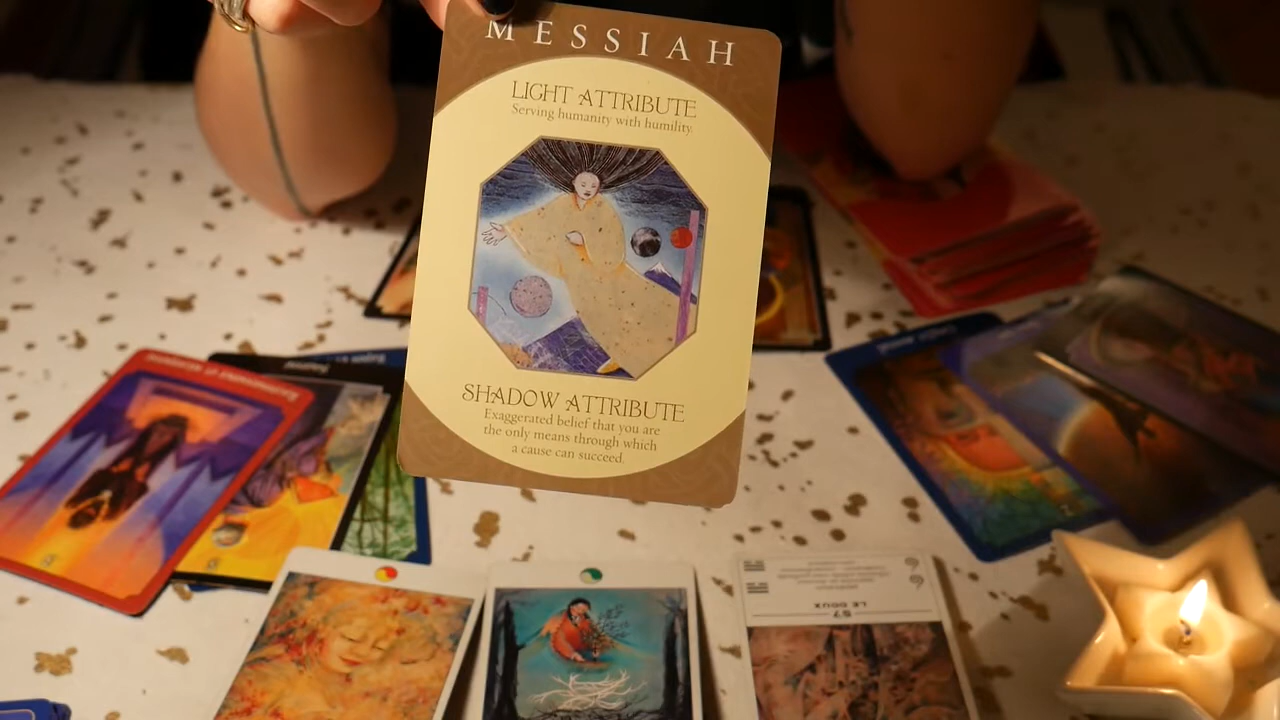 MESSIAH
LIGHT ATTRIBUTE
Serving humanity with humility.
SHADOW ATTRIBUTE
Exaggerated belief that you are
the only means through which
a cause can succeed.
57
LE DOUX